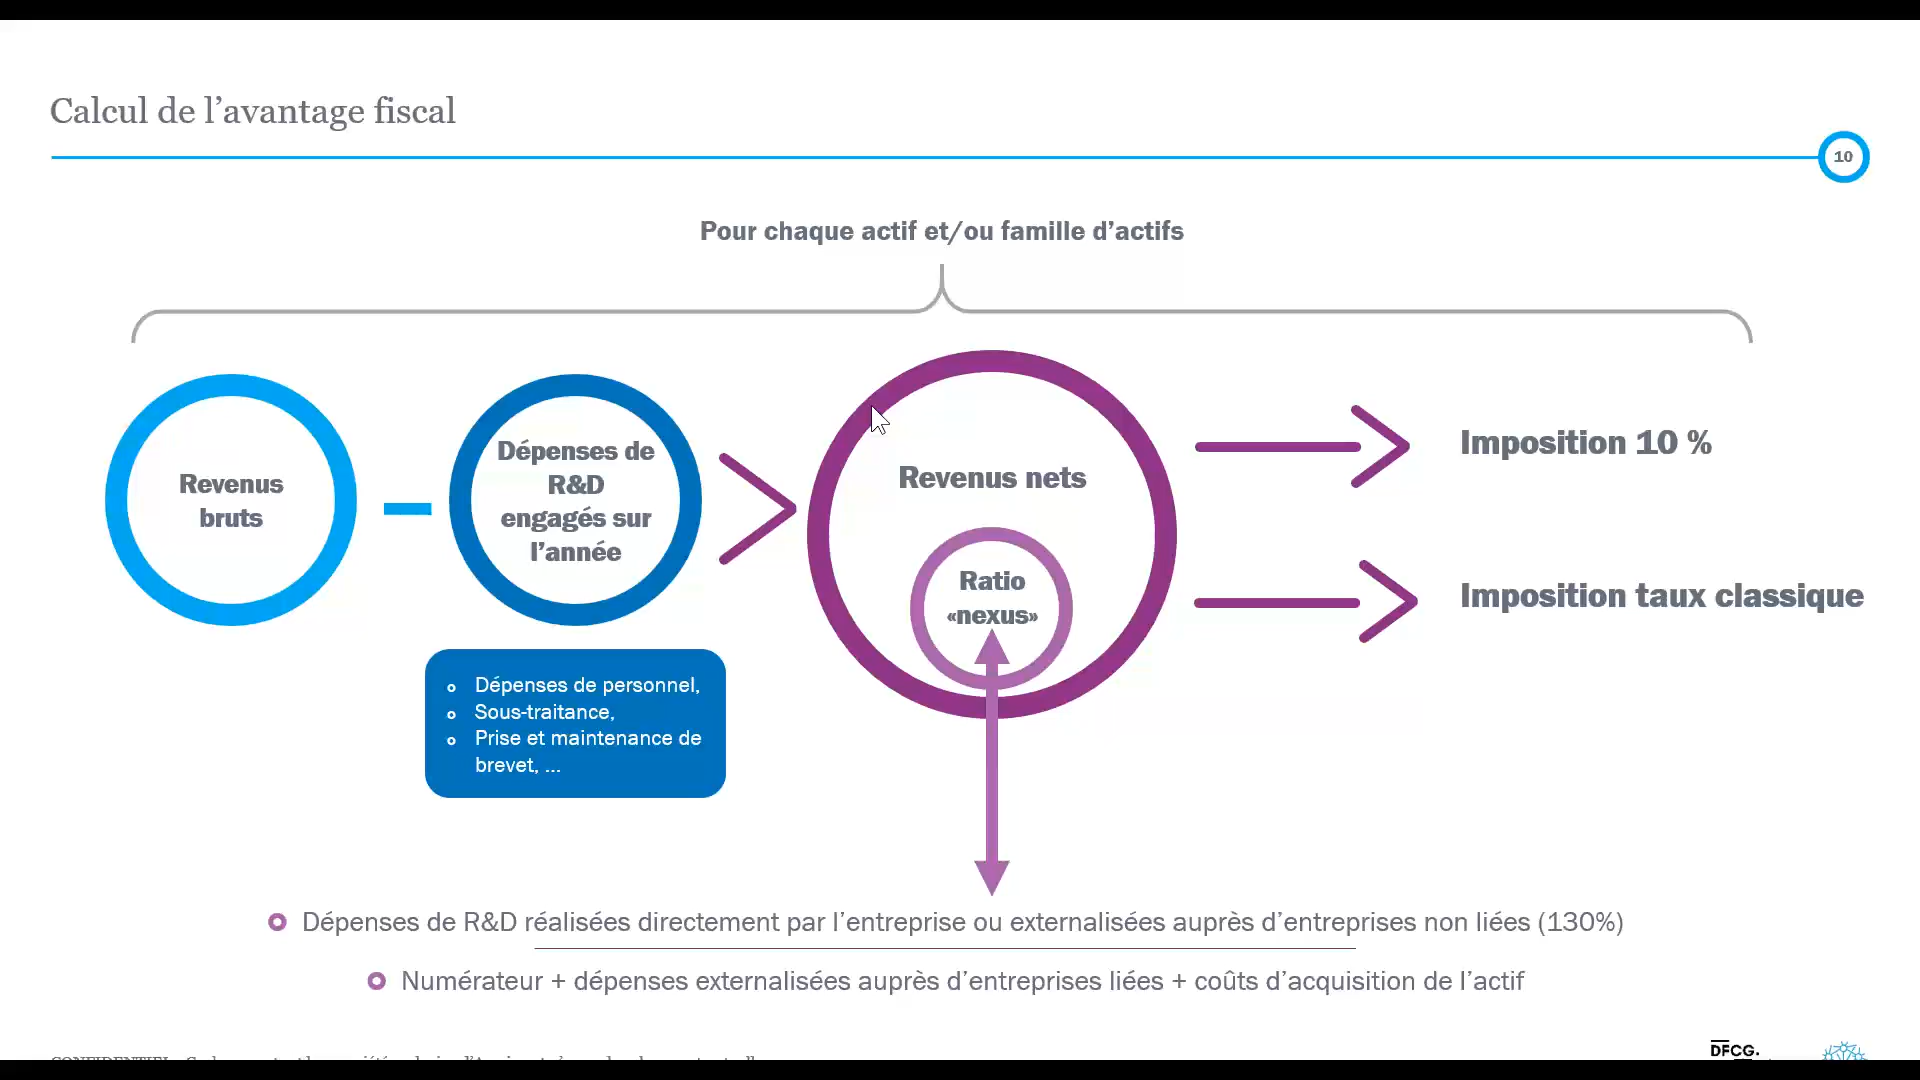 Calcul de l’avantage fiscal
10
Pour chaque actif et/ou famille d’actifs
Revenus
bruts
Dépenses de
R&D
engagés sur
l’année
Revenus nets
Ratio
«nexus»
Imposition 10 %
Imposition taux classique
Dépenses de personnel,
Sous-traitance,
Prise et maintenance de
brevet, ...
Dépenses de R&D réalisées directement par l’entreprise ou externalisées auprès d’entreprises non liées (130%)
Numérateur + dépenses externalisées auprès d’entreprises liées + coûts d’acquisition de l’actif
DFCG.